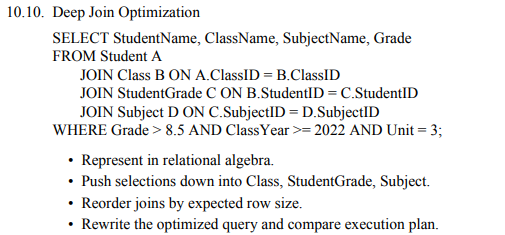 10.10. Deep Join Optimization
SELECT StudentName, ClassName, SubjectName, Grade
FROM Student A
JOIN Class B ON A.ClassID = B.ClassID
JOIN StudentGrade C ON B.StudentID = C.StudentID
JOIN Subject D ON C.SubjectID = D.SubjectID
WHERE Grade > 8.5 AND ClassYear >= 2022 AND Unit = 3;
• Represent in relational algebra.
• Push selections down into Class, StudentGrade, Subject.
• Reorder joins by expected row size.
• Rewrite the optimized query and compare execution plan.